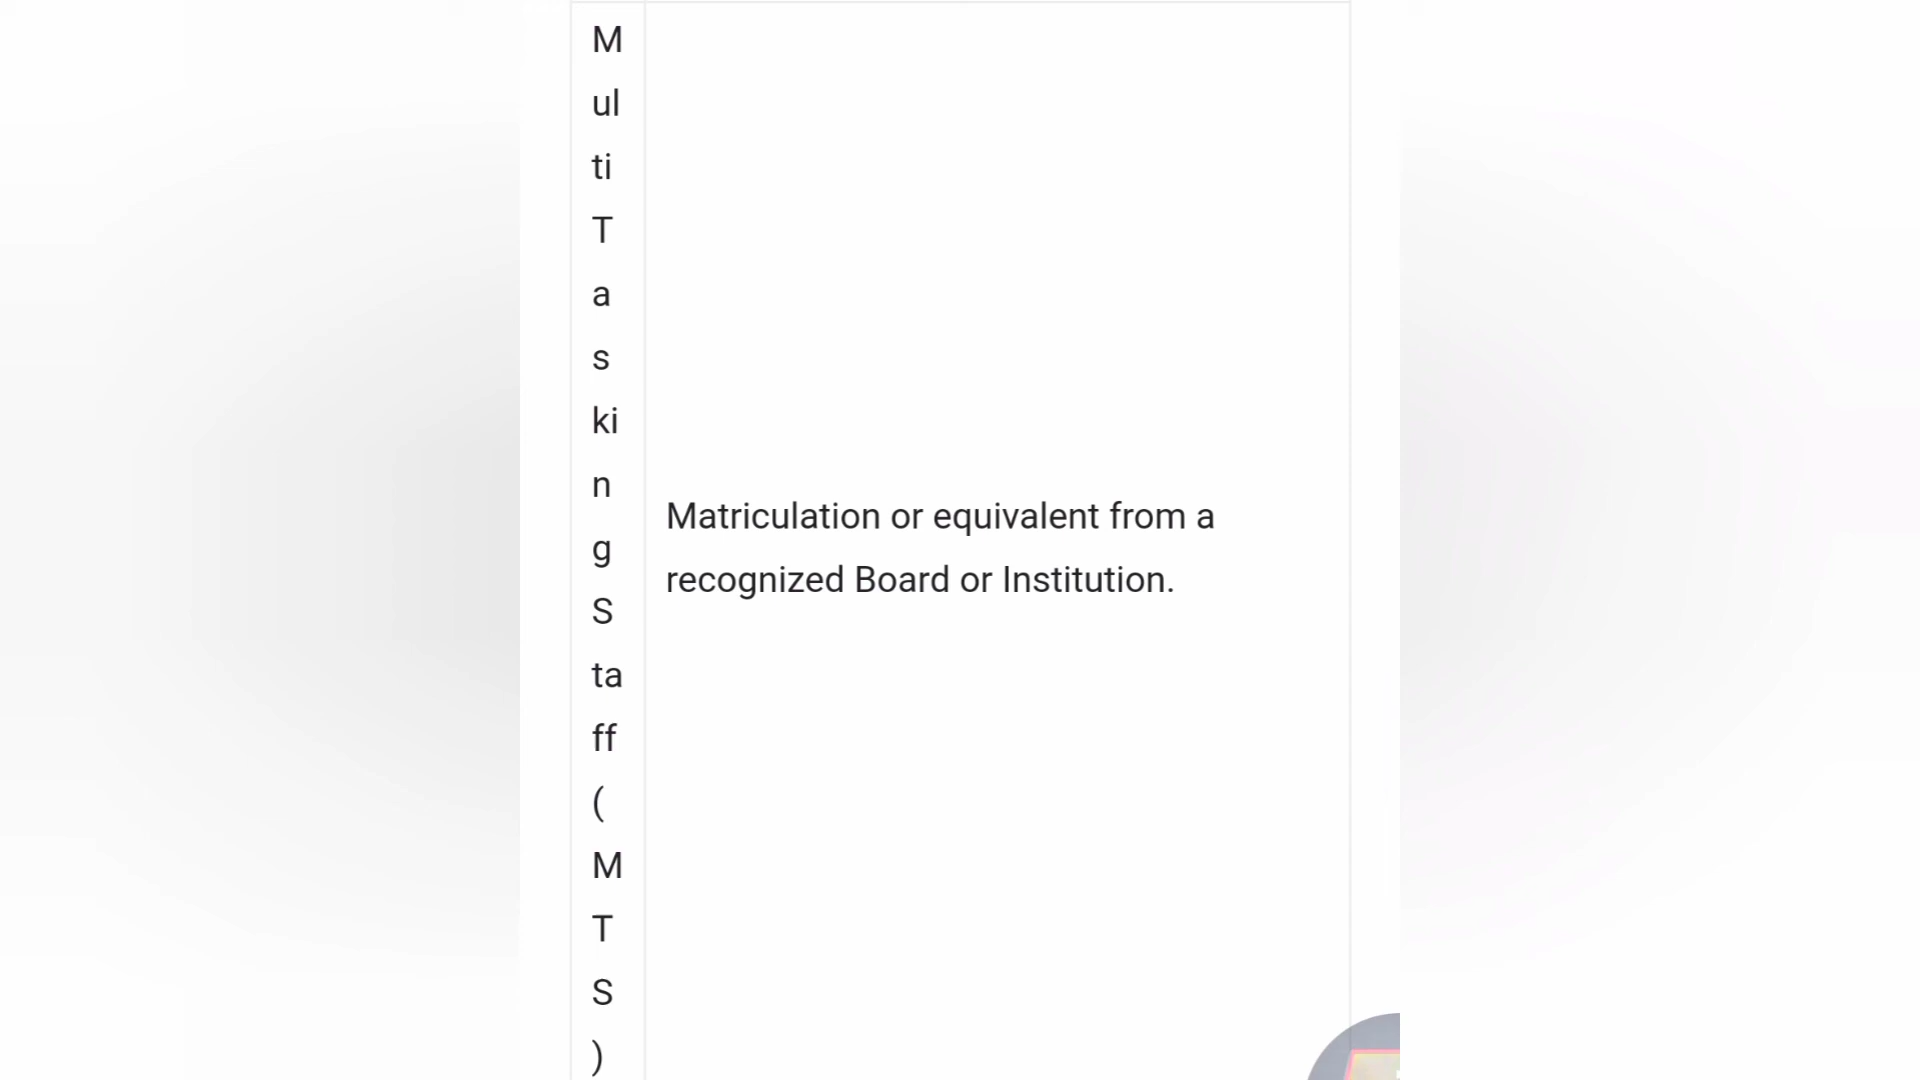 M
ul
ti
T
a
s
ki
n
g
S
ta
ff
(
M
T
S
)
Matriculation or equivalent from a
recognized Board or Institution.